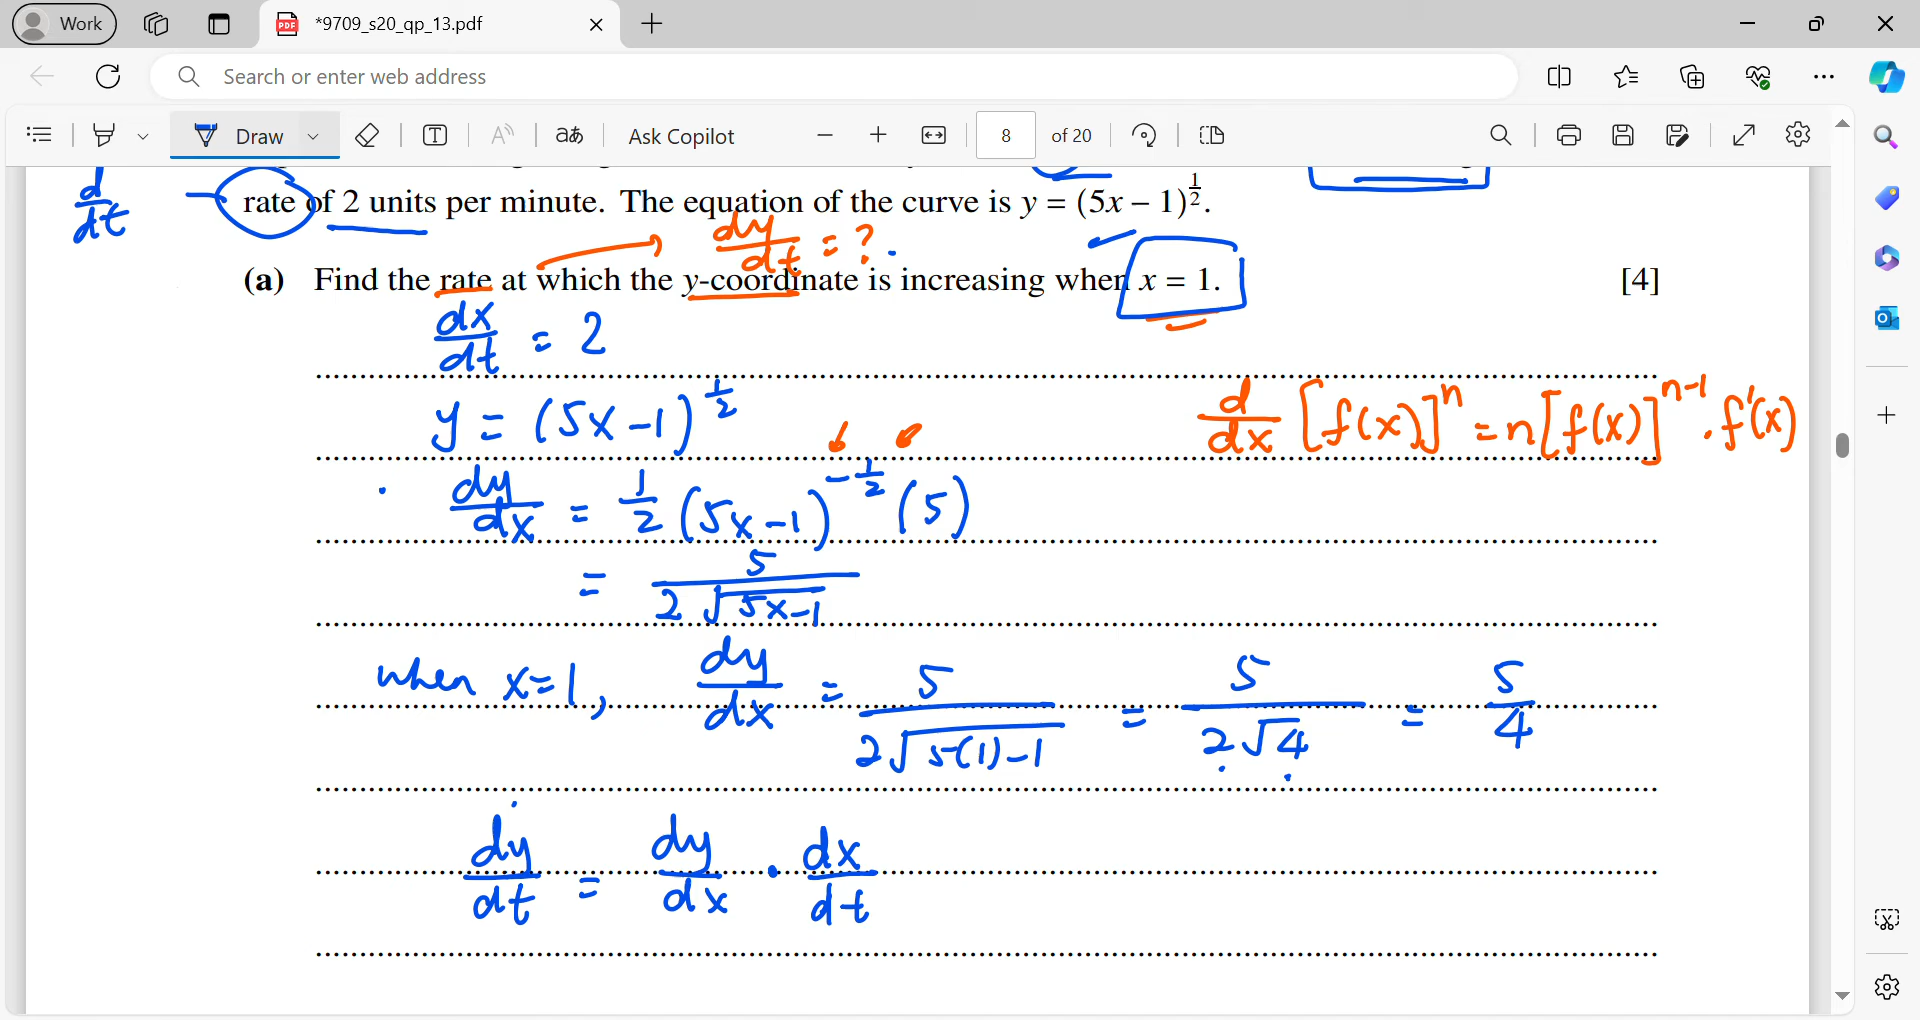 Work
*9709_s20_qp_13.pdf
Search or enter web address
Draw
A
aあ
Ask Copilot
8 of 20
d/dt
rate of 2 units per minute. The equation of the curve is y = (5x − 1)^(1/2).
dy/dt = ?
(a) Find the rate at which the y-coordinate is increasing when x = 1. [4]
dx/dt = 2
y = (5x-1)^(1/2)
d/dx [f(x)]^n = n[f(x)]^(n-1) . f'(x)
dy/dx = 1/2 (5x-1)^(-1/2) (5)
= 5/(2√(5x-1))
when x=1, dy/dx = 5/(2√(5(1)-1)) = 5/(2√4) = 5/4
dy/dt = dy/dx · dx/dt